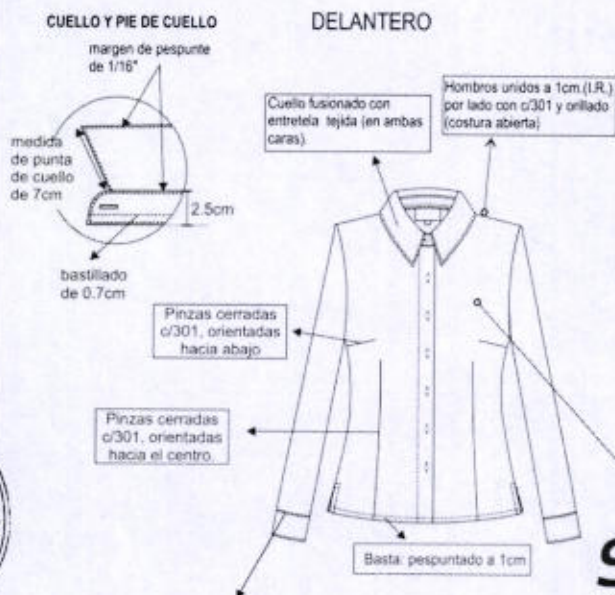 CUELLO Y PIE DE CUELLO
margen de pespunte
de 1/16"
medida
de punta
de cuello
de 7cm
2.5cm
bastillado
de 0.7cm
DELANTERO
Cuello fusionado con
entretela tejida (en ambas
caras).
Hombros unidos a 1cm.(I.R.)
por lado con c/301 y orillado
(costura abierta)
Pinzas cerradas
c/301, orientadas
hacia abajo
Pinzas cerradas
c/301, orientadas
hacia el centro.
Basta: pespuntado a 1cm
S